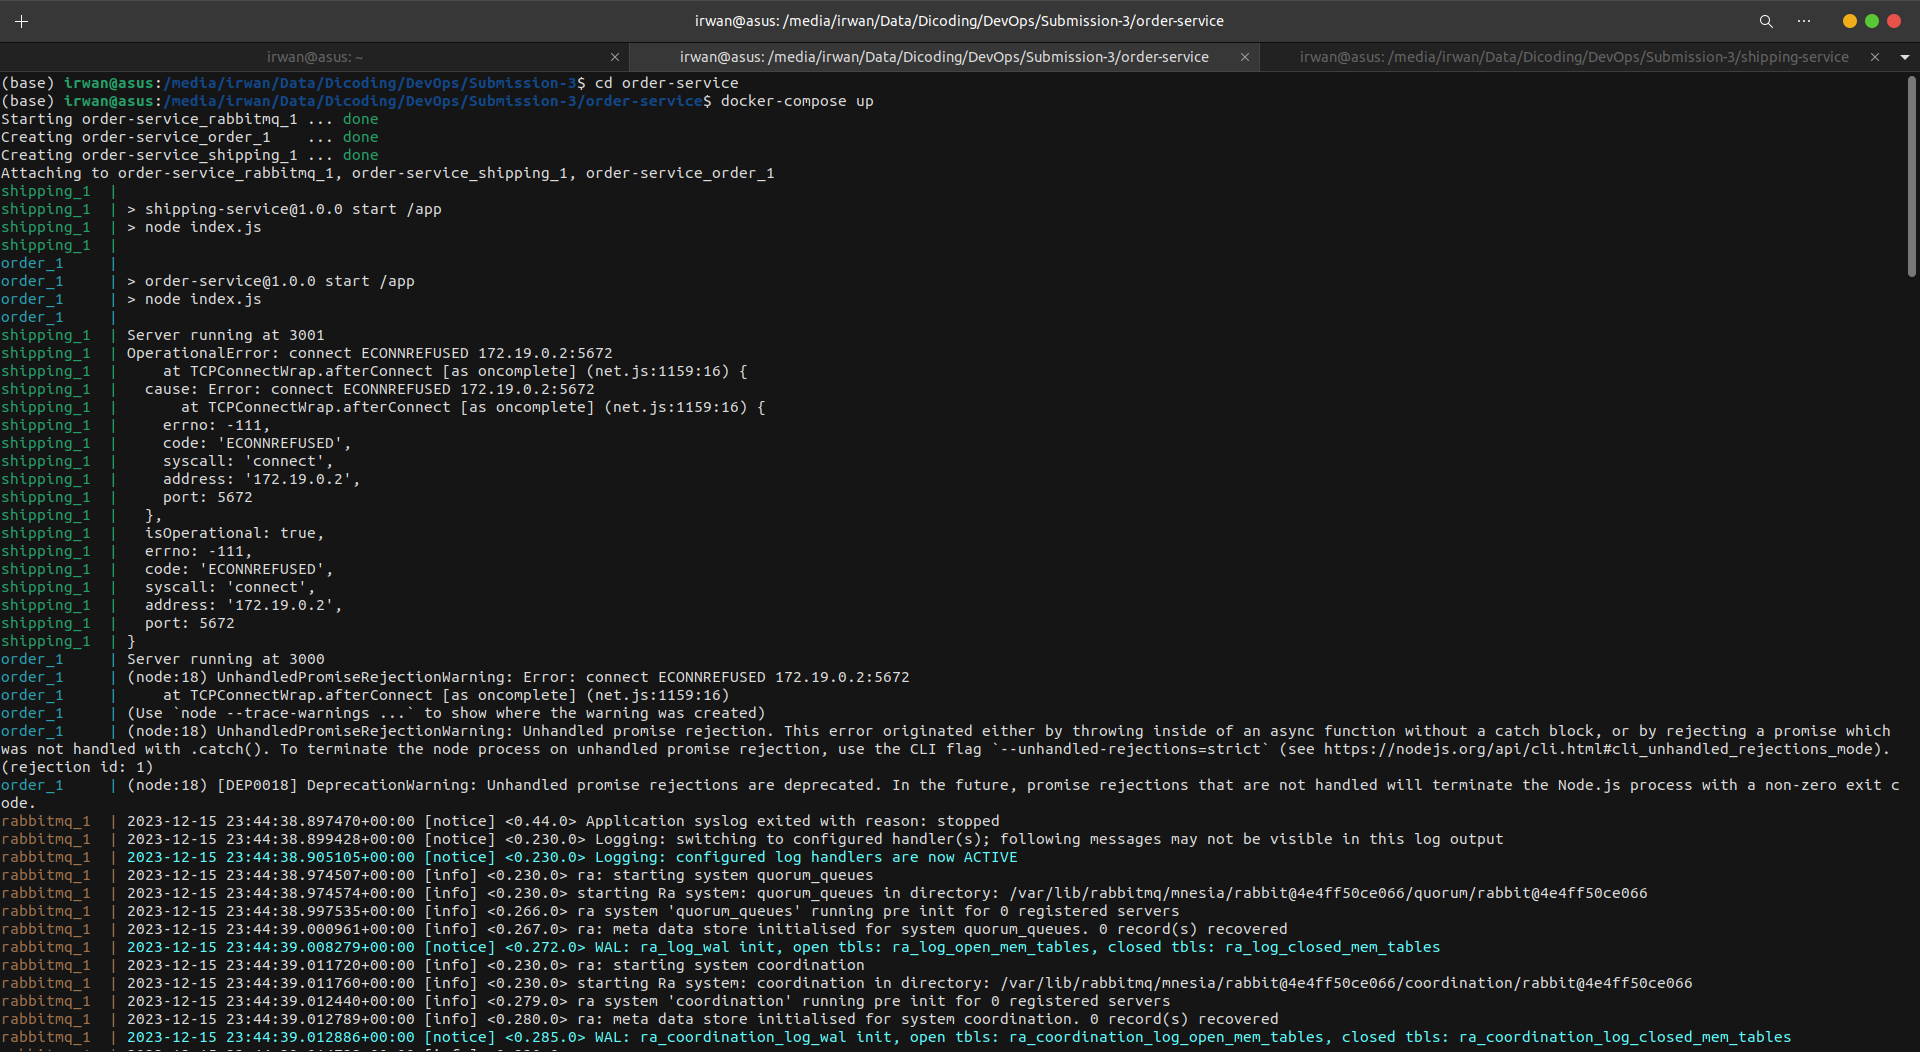 irwan@asus: /media/irwan/Data/Dicoding/DevOps/Submission-3/order-service
irwan@asus: ~
irwan@asus: /media/irwan/Data/Dicoding/DevOps/Submission-3/order-service
irwan@asus: /media/irwan/Data/Dicoding/DevOps/Submission-3/shipping-service
(base) irwan@asus:/media/irwan/Data/Dicoding/DevOps/Submission-3$ cd order-service
(base) irwan@asus:/media/irwan/Data/Dicoding/DevOps/Submission-3/order-service$ docker-compose up
Starting order-service_rabbitmq_1 ... done
Creating order-service_order_1    ... done
Creating order-service_shipping_1 ... done
Attaching to order-service_rabbitmq_1, order-service_shipping_1, order-service_order_1
shipping_1  |
shipping_1  | > shipping-service@1.0.0 start /app
shipping_1  | > node index.js
shipping_1  |
order_1     |
order_1     | > order-service@1.0.0 start /app
order_1     | > node index.js
order_1     |
shipping_1  | Server running at 3001
shipping_1  | OperationalError: connect ECONNREFUSED 172.19.0.2:5672
shipping_1  |     at TCPConnectWrap.afterConnect [as oncomplete] (net.js:1159:16) {
shipping_1  |   cause: Error: connect ECONNREFUSED 172.19.0.2:5672
shipping_1  |       at TCPConnectWrap.afterConnect [as oncomplete] (net.js:1159:16) {
shipping_1  |     errno: -111,
shipping_1  |     code: 'ECONNREFUSED',
shipping_1  |     syscall: 'connect',
shipping_1  |     address: '172.19.0.2',
shipping_1  |     port: 5672
shipping_1  |   },
shipping_1  |   isOperational: true,
shipping_1  |   errno: -111,
shipping_1  |   code: 'ECONNREFUSED',
shipping_1  |   syscall: 'connect',
shipping_1  |   address: '172.19.0.2',
shipping_1  |   port: 5672
shipping_1  | }
order_1     | Server running at 3000
order_1     | (node:18) UnhandledPromiseRejectionWarning: Error: connect ECONNREFUSED 172.19.0.2:5672
order_1     |     at TCPConnectWrap.afterConnect [as oncomplete] (net.js:1159:16)
order_1     | (Use `node --trace-warnings ...` to show where the warning was created)
order_1     | (node:18) UnhandledPromiseRejectionWarning: Unhandled promise rejection. This error originated either by throwing inside of an async function without a catch block, or by rejecting a promise which
was not handled with .catch(). To terminate the node process on unhandled promise rejection, use the CLI flag `--unhandled-rejections=strict` (see https://nodejs.org/api/cli.html#cli_unhandled_rejections_mode).
(rejection id: 1)
order_1     | (node:18) [DEP0018] DeprecationWarning: Unhandled promise rejections are deprecated. In the future, promise rejections that are not handled will terminate the Node.js process with a non-zero exit c
ode.
rabbitmq_1  | 2023-12-15 23:44:38.897470+00:00 [notice] <0.44.0> Application syslog exited with reason: stopped
rabbitmq_1  | 2023-12-15 23:44:38.899428+00:00 [notice] <0.230.0> Logging: switching to configured handler(s); following messages may not be visible in this log output
rabbitmq_1  | 2023-12-15 23:44:38.905105+00:00 [notice] <0.230.0> Logging: configured log handlers are now ACTIVE
rabbitmq_1  | 2023-12-15 23:44:38.974507+00:00 [info] <0.230.0> ra: starting system quorum_queues
rabbitmq_1  | 2023-12-15 23:44:38.974574+00:00 [info] <0.230.0> starting Ra system: quorum_queues in directory: /var/lib/rabbitmq/mnesia/rabbit@4e4ff50ce066/quorum/rabbit@4e4ff50ce066
rabbitmq_1  | 2023-12-15 23:44:38.997535+00:00 [info] <0.266.0> ra system 'quorum_queues' running pre init for 0 registered servers
rabbitmq_1  | 2023-12-15 23:44:39.000961+00:00 [info] <0.267.0> ra: meta data store initialised for system quorum_queues. 0 record(s) recovered
rabbitmq_1  | 2023-12-15 23:44:39.008279+00:00 [notice] <0.272.0> WAL: ra_log_wal init, open tbls: ra_log_open_mem_tables, closed tbls: ra_log_closed_mem_tables
rabbitmq_1  | 2023-12-15 23:44:39.011720+00:00 [info] <0.230.0> ra: starting system coordination
rabbitmq_1  | 2023-12-15 23:44:39.011760+00:00 [info] <0.230.0> starting Ra system: coordination in directory: /var/lib/rabbitmq/mnesia/rabbit@4e4ff50ce066/coordination/rabbit@4e4ff50ce066
rabbitmq_1  | 2023-12-15 23:44:39.012440+00:00 [info] <0.279.0> ra system 'coordination' running pre init for 0 registered servers
rabbitmq_1  | 2023-12-15 23:44:39.012789+00:00 [info] <0.280.0> ra: meta data store initialised for system coordination. 0 record(s) recovered
rabbitmq_1  | 2023-12-15 23:44:39.012886+00:00 [notice] <0.285.0> WAL: ra_coordination_log_wal init, open tbls: ra_coordination_log_open_mem_tables, closed tbls: ra_coordination_log_closed_mem_tables